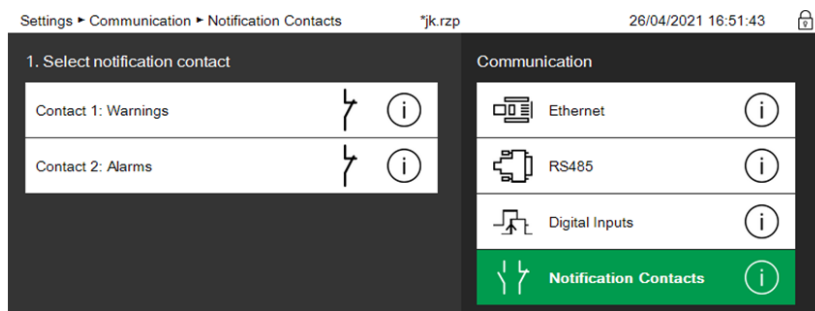 Settings ► Communication ► Notification Contacts *jk.rzp 26/04/2021 16:51:43
1. Select notification contact
Contact 1: Warnings
Contact 2: Alarms
Communication
Ethernet
RS485
Digital Inputs
Notification Contacts